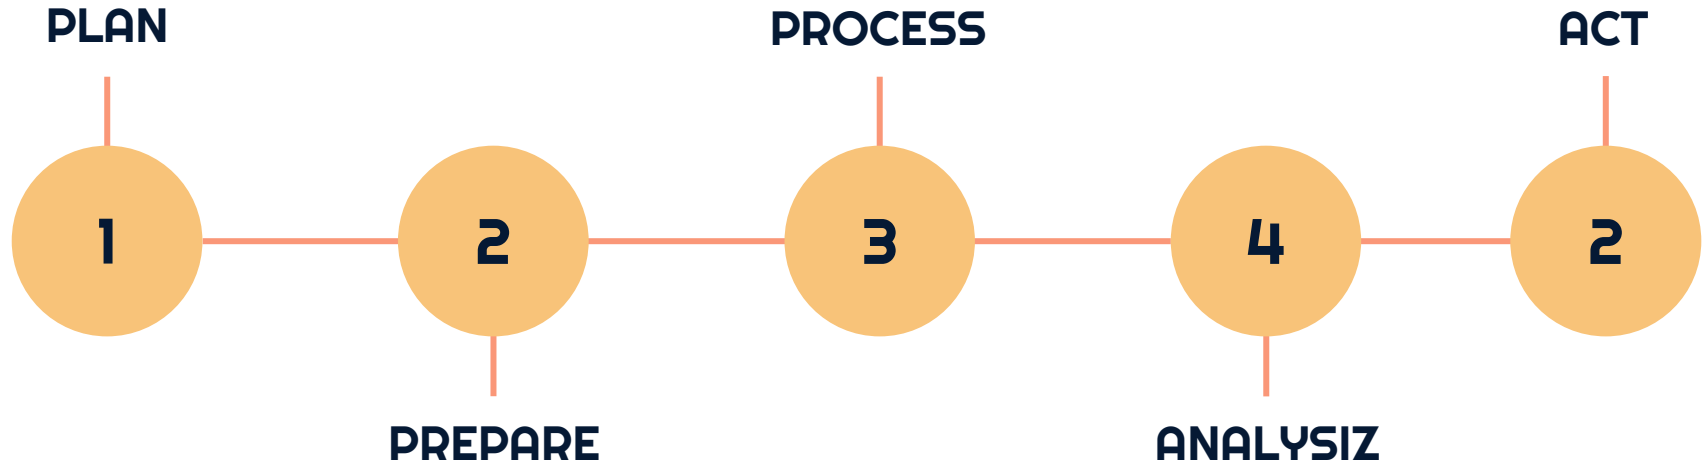 PLAN
PROCESS
ACT
1
2
3
4
2
PREPARE
ANALYSIZ